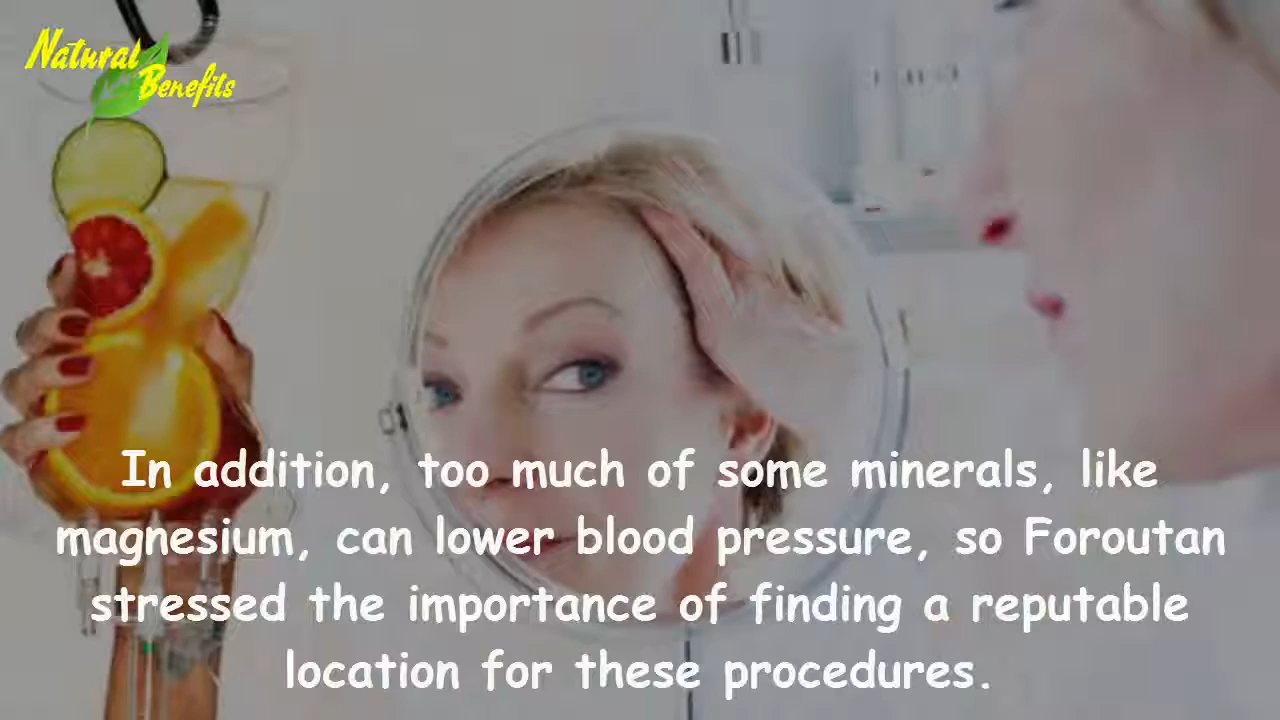 Natural
Benefits
In addition, too much of some minerals, like
magnesium, can lower blood pressure, so Foroutan
stressed the importance of finding a reputable
location for these procedures.